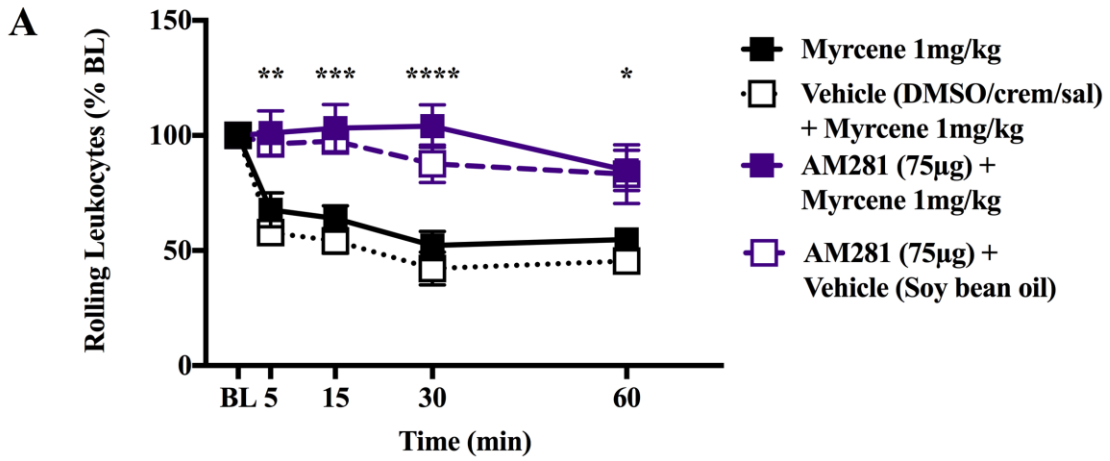 A
150
100
50
0
Rolling Leukocytes (% BL)
** *** **** *
BL 5 15 30 60
Time (min)
Myrcene 1mg/kg
Vehicle (DMSO/crem/sal)
+ Myrcene 1mg/kg
AM281 (75µg) +
Myrcene 1mg/kg
AM281 (75µg) +
Vehicle (Soy bean oil)